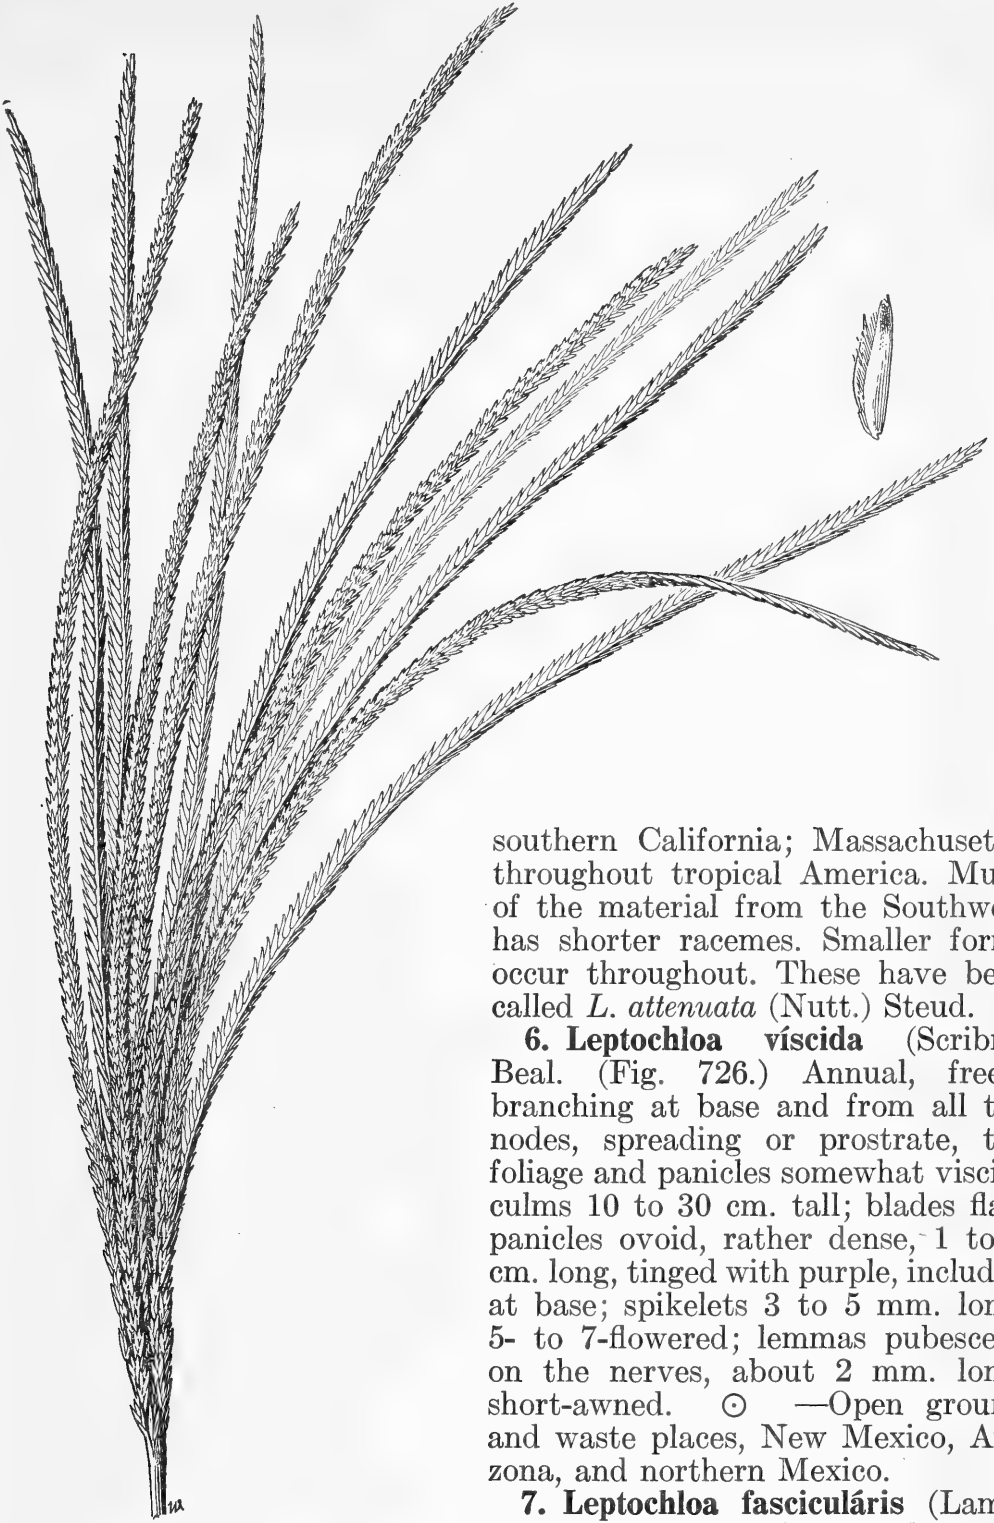 southern California; Massachuset
throughout tropical America. Mu
of the material from the Southwe
has shorter racemes. Smaller for
occur throughout. These have be
called L. attenuata (Nutt.) Steud.
6. Leptochloa víscida (Scribn
Beal. (Fig. 726.) Annual, free
branching at base and from all t
nodes, spreading or prostrate, t
foliage and panicles somewhat visci
culms 10 to 30 cm. tall; blades fla
panicles ovoid, rather dense, 1 to
cm. long, tinged with purple, includ
at base; spikelets 3 to 5 mm. lon
5- to 7-flowered; lemmas pubesce
on the nerves, about 2 mm. lon
short-awned. ⊙ —Open grou
and waste places, New Mexico, A
zona, and northern Mexico.
7. Leptochloa fasciculáris (Lam